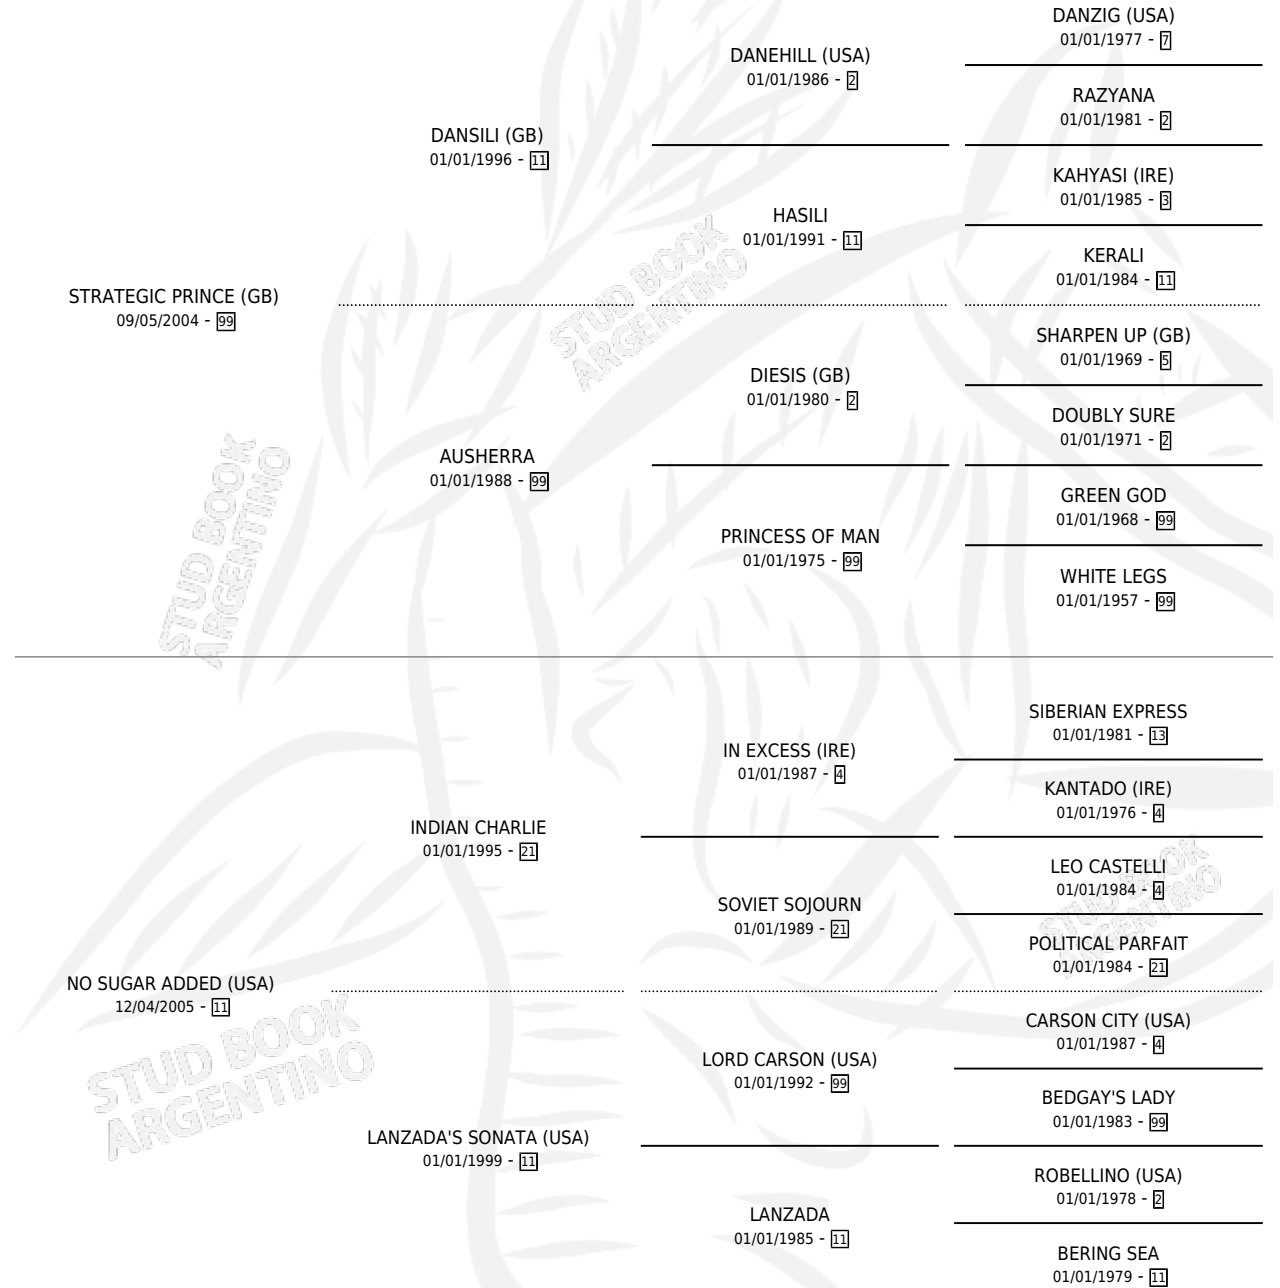 DANZIG (USA)
01/01/1977 - 7
DANEHILL (USA)
01/01/1986 - 2
RAZYANA
01/01/1981 - 2
DANSILI (GB)
01/01/1996 - 11
KAHYASI (IRE)
01/01/1985 - 3
HASILI
01/01/1991 - 11
KERALI
01/01/1984 - 11
STRATEGIC PRINCE (GB)
09/05/2004 - 99
SHARPEN UP (GB)
01/01/1969 - 5
DIESIS (GB)
01/01/1980 - 2
DOUBLY SURE
01/01/1971 - 2
AUSHERRA
01/01/1988 - 99
GREEN GOD
01/01/1968 - 99
PRINCESS OF MAN
01/01/1975 - 99
WHITE LEGS
01/01/1957 - 99
SIBERIAN EXPRESS
01/01/1981 - 13
IN EXCESS (IRE)
01/01/1987 - 4
KANTADO (IRE)
01/01/1976 - 4
INDIAN CHARLIE
01/01/1995 - 21
LEO CASTELLI
01/01/1984 - 4
SOVIET SOJOURN
01/01/1989 - 21
POLITICAL PARFAIT
01/01/1984 - 21
NO SUGAR ADDED (USA)
12/04/2005 - 11
CARSON CITY (USA)
01/01/1987 - 4
LORD CARSON (USA)
01/01/1992 - 99
BEDGAY'S LADY
01/01/1983 - 99
LANZADA'S SONATA (USA)
01/01/1999 - 11
ROBELLINO (USA)
01/01/1978 - 2
LANZADA
01/01/1985 - 11
BERING SEA
01/01/1979 - 11
STUD BOOK
ARGENTINO
STUD BOOK
ARGENTINO
STUD BOOK
ARGENTINO
STUD BOOK
ARGENTINO